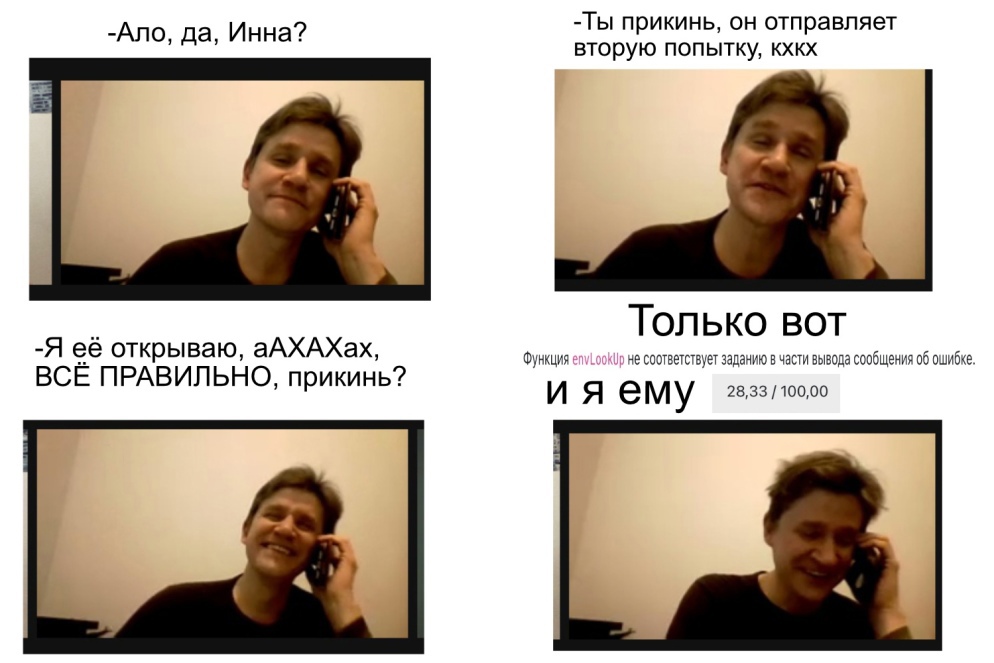 -Ало, да, Инна?
-Ты прикинь, он отправляет
вторую попытку, кхкх
-Я её открываю, аАХАХах,
ВСЁ ПРАВИЛЬНО, прикинь?
Только вот
Функция envLookUp не соответствует заданию в части вывода сообщения об ошибке.
и я ему 28,33 / 100,00